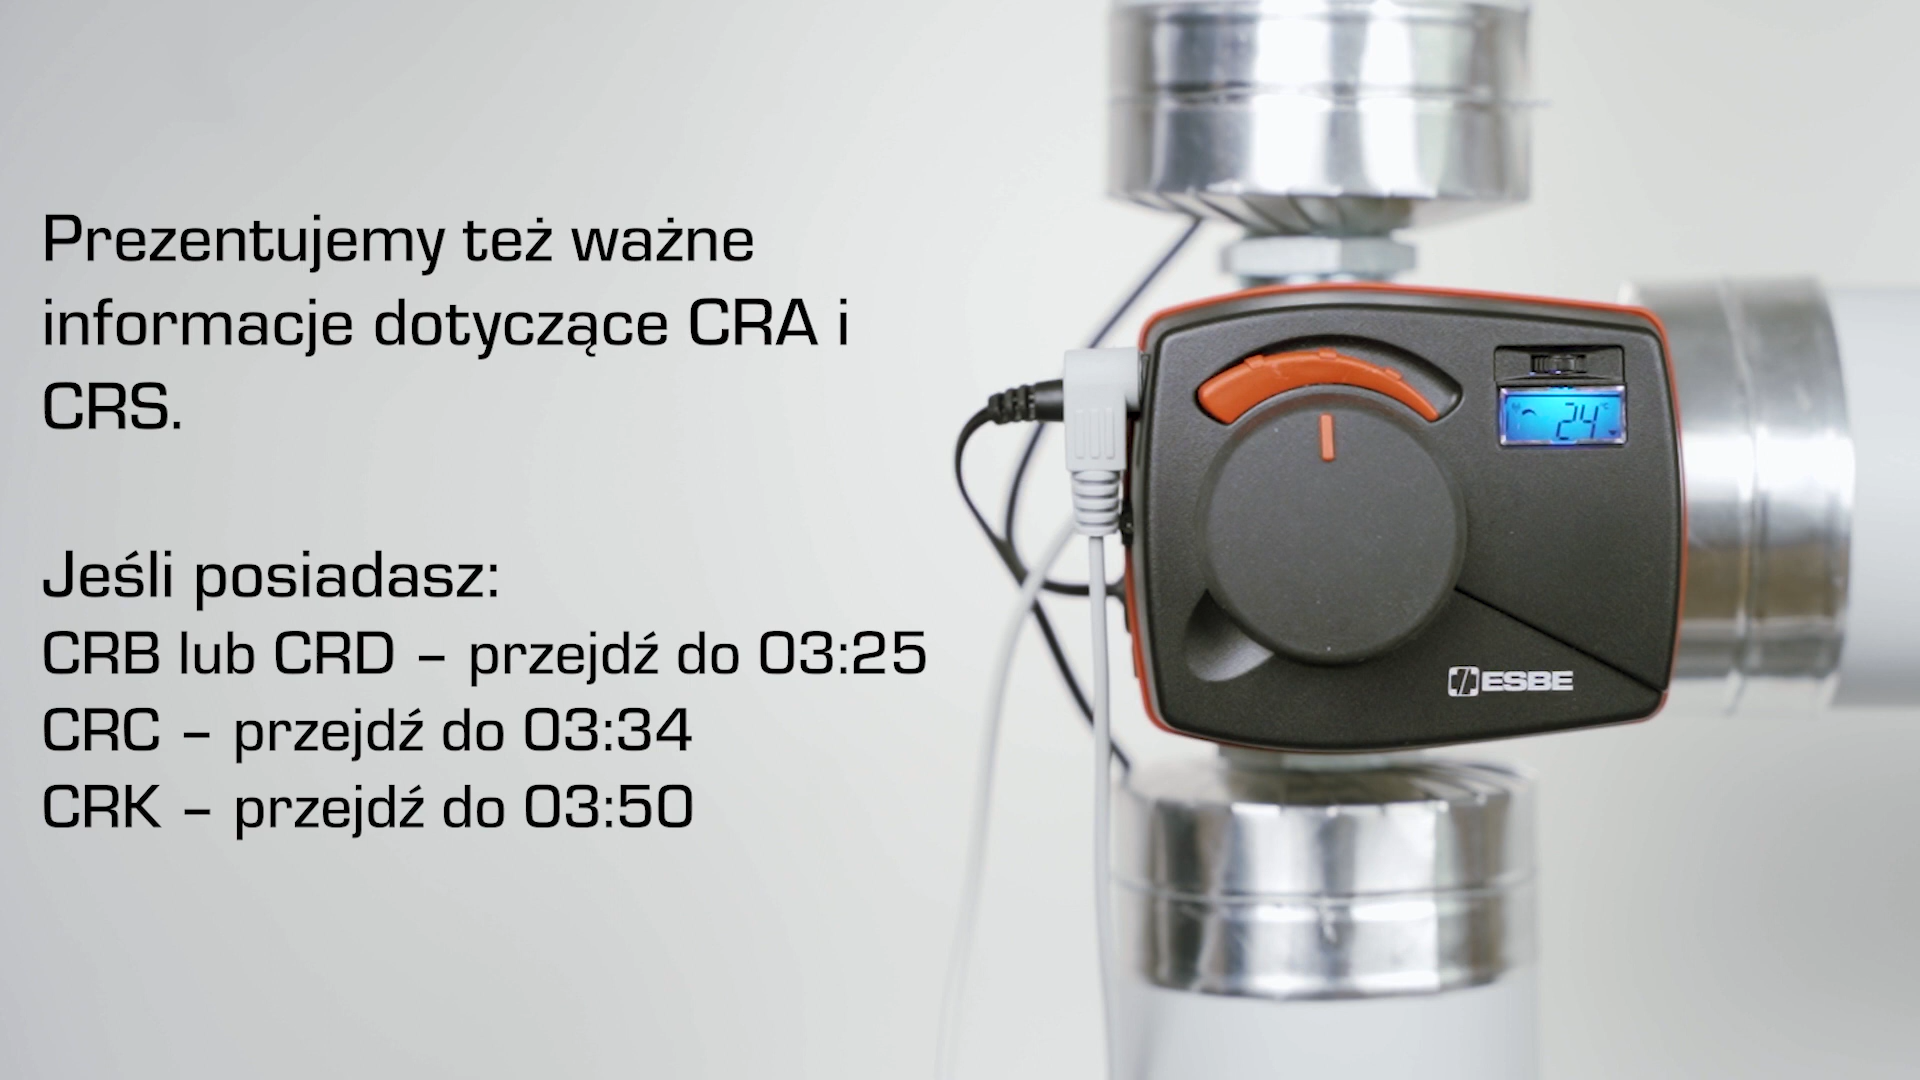 Prezentujemy też ważne
informacje dotyczące CRA i
CRS.
Jeśli posiadasz:
CRB lub CRD – przejdź do 03:25
CRC – przejdź do 03:34
CRK – przejdź do 03:50
24°C
ESBE